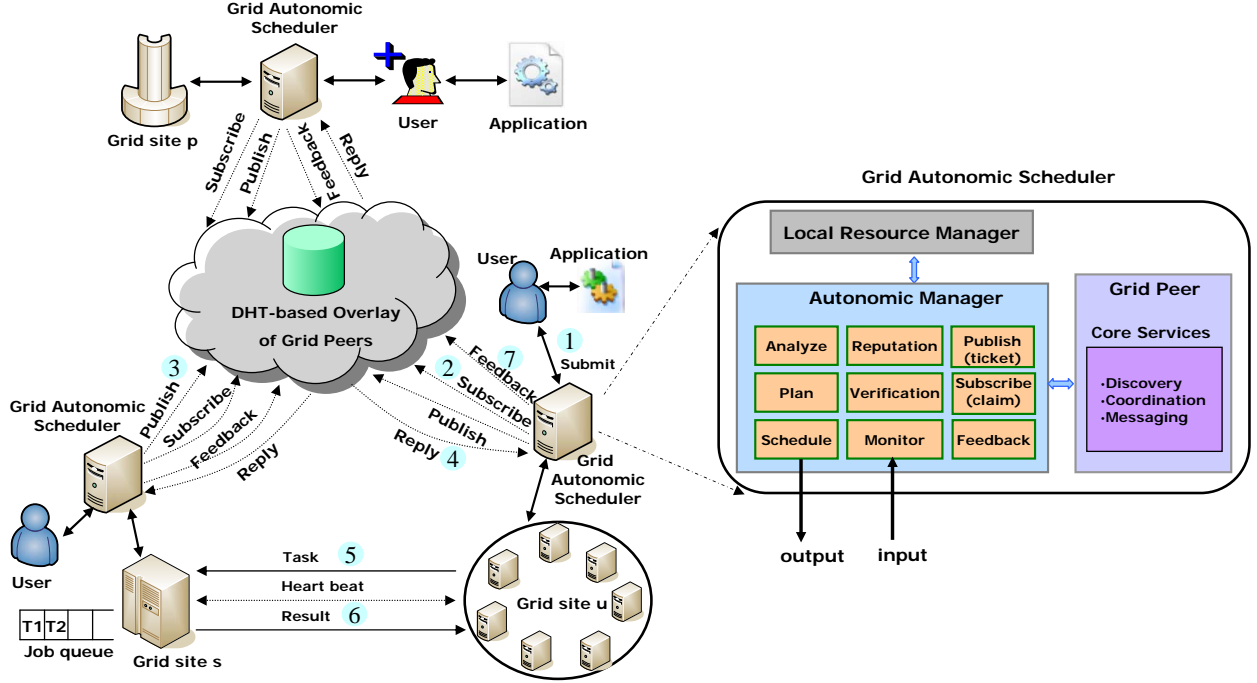 Grid Autonomic
Scheduler
Grid site p
User
Application
Subscribe
Publish
Feedback
Reply
DHT-based Overlay
of Grid Peers
User
Application
1
Submit
7
Feedback
2
Subscribe
Publish
Reply
4
Grid
Autonomic
Scheduler
3
Publish
Subscribe
Feedback
Reply
Grid Autonomic
Scheduler
User
T1 T2
Job queue
Grid site s
Task 5
Heart beat
Result 6
Grid site u
Grid Autonomic Scheduler
Local Resource Manager
Autonomic Manager
Analyze
Reputation
Publish
(ticket)
Plan
Verification
Subscribe
(claim)
Schedule
Monitor
Feedback
Grid Peer
Core Services
·Discovery
·Coordination
·Messaging
output
input